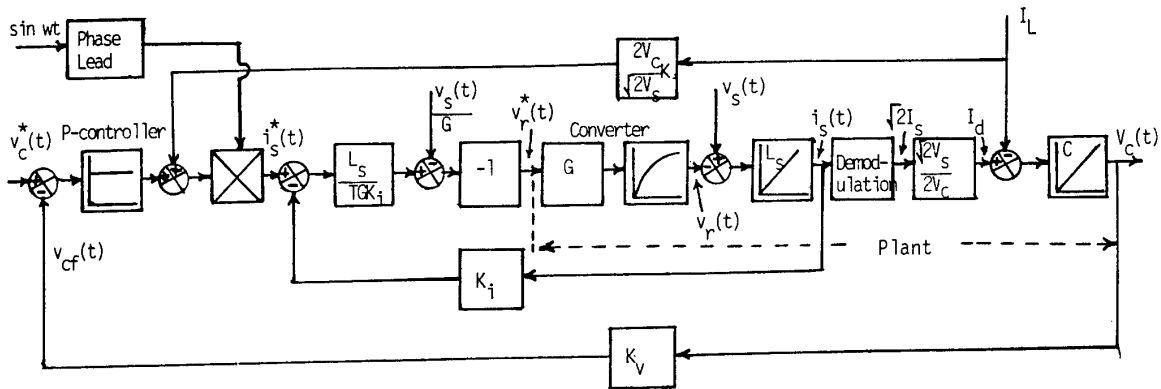 sin wt
Phase
Lead
I_L
2V_c K
√2V_s
v_s(t)
G
v_r^*(t)
v_s(t)
v_c^*(t)
P-controller
i_s^*(t)
Converter
i_s(t)
√2I_s
I_d
V_c(t)
L_s
TGK_i
-1
G
L_s
Demod-
ulation
√2V_s
2V_c
C
v_r(t)
v_cf(t)
Plant
K_i
K_v